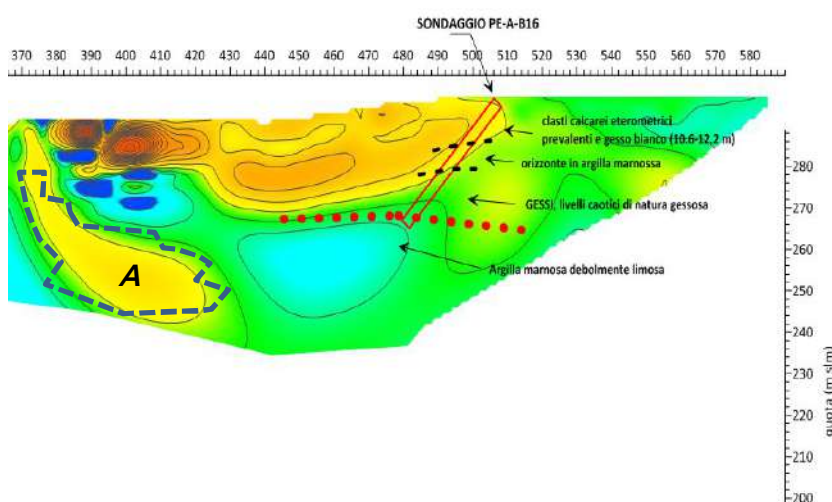 SONDAGGIO PE-A-B16
370 380 390 400 410 420 430 440 450 460 470 480 490 500 510 520 530 540 550 560 570 580
clasti calcarei eterometrici
prevalenti e gesso bianco (10.6-12,2 m)
280
orizzonte in argilla marnossa
270
GESSI, livelli caotici di natura gessosa
260
A
Argilla marnosa debolmente limosa
250
240
230
220
210
200
quota (m slm)